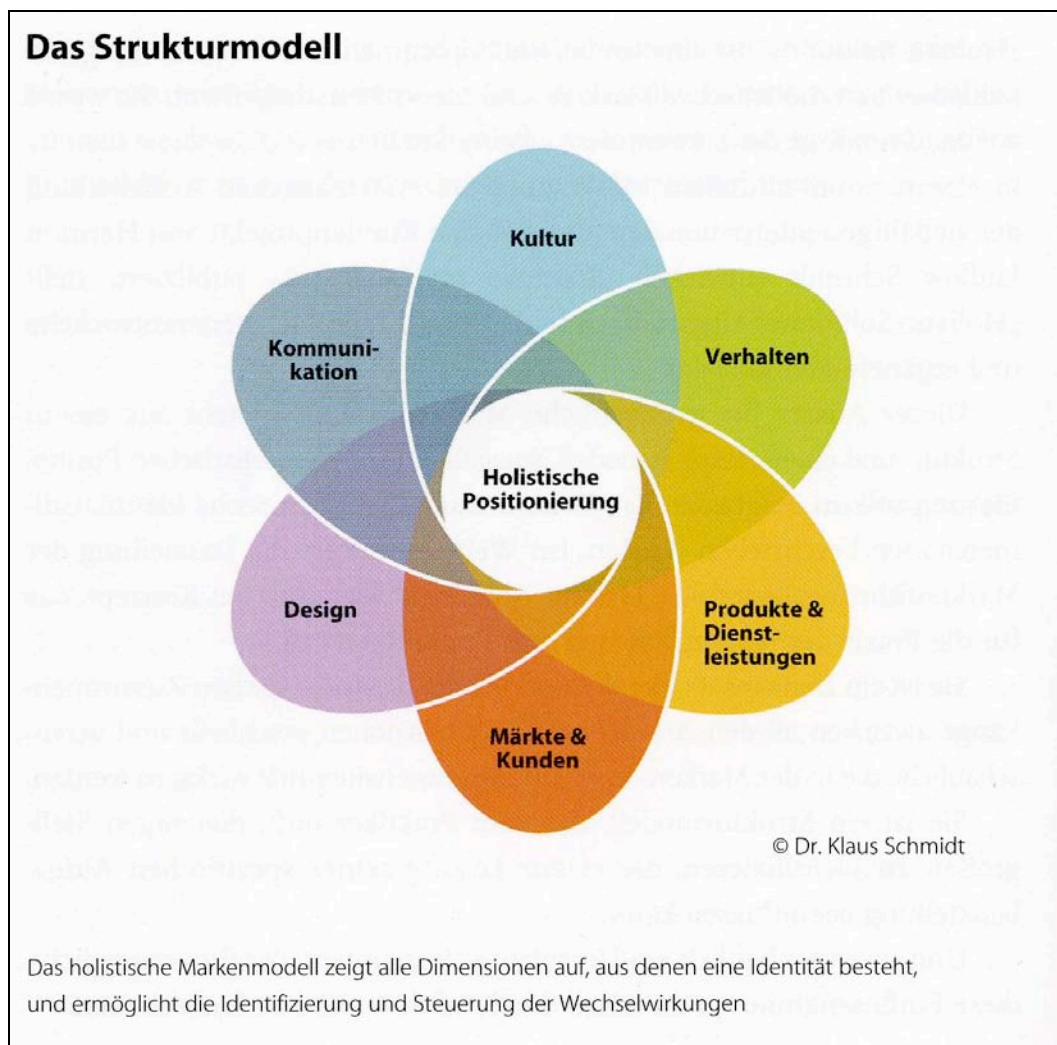 Das Strukturmodell
Kultur
Kommuni-
kation
Verhalten
Holistische
Positionierung
Design
Produkte &
Dienst-
leistungen
Märkte &
Kunden
© Dr. Klaus Schmidt
Das holistische Markenmodell zeigt alle Dimensionen auf, aus denen eine Identität besteht,
und ermöglicht die Identifizierung und Steuerung der Wechselwirkungen